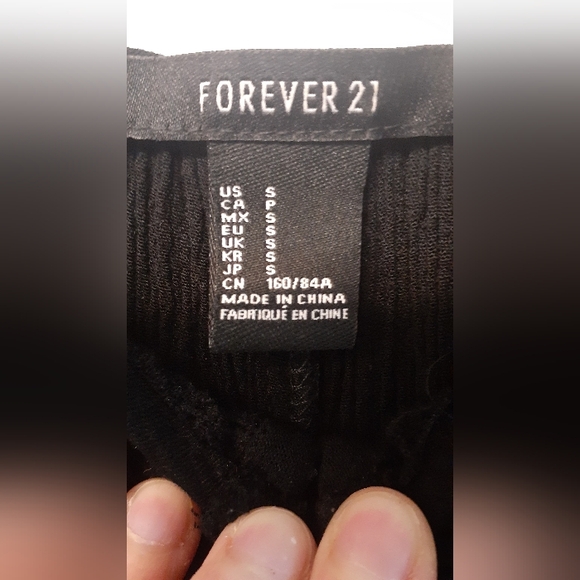 FOREVER 21
US S
CA P
MX S
EU S
UK S
KR S
JP S
CN 160/84A
MADE IN CHINA
FABRIQUÉ EN CHINE